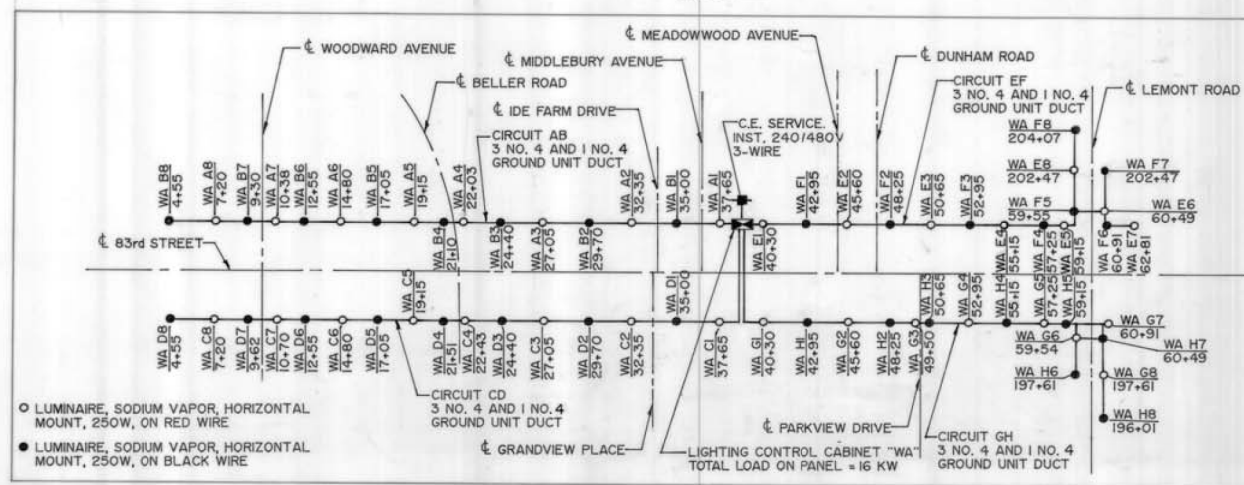 ℄ WOODWARD AVENUE
℄ BELLER ROAD
℄ IDE FARM DRIVE
CIRCUIT AB
3 NO. 4 AND 1 NO. 4
GROUND UNIT DUCT
℄ MIDDLEBURY AVENUE
℄ MEADOWWOOD AVENUE
C.E. SERVICE.
INST. 240/480V
3-WIRE
℄ DUNHAM ROAD
CIRCUIT EF
3 NO. 4 AND 1 NO. 4
GROUND UNIT DUCT
℄ LEMONT ROAD
WA B8
4+55
WA A8
7+20
WA B7
9+30
WA A7
10+38
WA B6
12+55
WA A6
14+80
WA B5
17+05
WA A5
19+15
WA A4
22+03
WA B4
21+10
WA B3
24+40
WA A3
27+05
WA B2
29+70
WA A2
32+35
WA B1
35+00
WA A1
37+65
WA E1
40+30
WA F1
42+95
WA E2
45+60
WA F2
48+25
WA E3
50+65
WA F3
52+95
WA E4
55+15
WA F4
57+25
WA E5
59+15
WA F8
204+07
WA E8
202+47
WA F5
59+55
WA F7
202+47
WA E6
60+49
WA F6
60+91
WA E7
62+81
℄ 83rd STREET
WA D8
4+55
WA C8
7+20
WA D7
9+62
WA C7
10+70
WA D6
12+55
WA C6
14+80
WA D5
17+05
WA C5
19+15
WA D4
21+51
WA C4
22+43
WA D3
24+40
WA C3
27+05
WA D2
29+70
WA C2
32+35
WA D1
35+00
WA C1
37+65
WA G1
40+30
WA H1
42+95
WA G2
45+60
WA H2
48+25
WA G3
49+50
WA H3
50+65
WA G4
52+95
WA H4
55+15
WA G5
57+25
WA H5
59+15
WA G6
59+54
WA H6
197+61
WA G7
60+91
WA H7
60+49
WA G8
197+61
WA H8
196+01
CIRCUIT CD
3 NO. 4 AND 1 NO. 4
GROUND UNIT DUCT
℄ GRANDVIEW PLACE
LIGHTING CONTROL CABINET "WA"
TOTAL LOAD ON PANEL = 16 KW
℄ PARKVIEW DRIVE
CIRCUIT GH
3 NO. 4 AND 1 NO. 4
GROUND UNIT DUCT
LUMINAIRE, SODIUM VAPOR, HORIZONTAL
MOUNT, 250W, ON RED WIRE
LUMINAIRE, SODIUM VAPOR, HORIZONTAL
MOUNT, 250W, ON BLACK WIRE